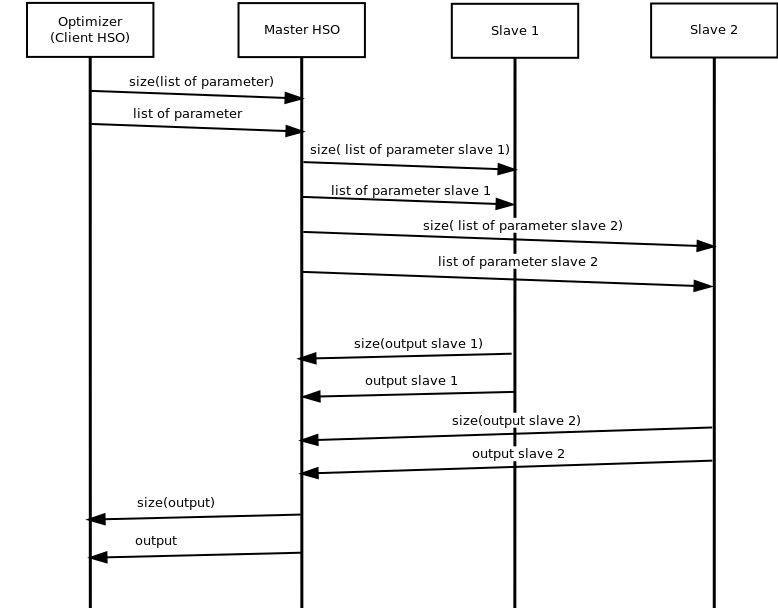 Optimizer
(Client HSO)
Master HSO
Slave 1
Slave 2
size(list of parameter)
list of parameter
size( list of parameter slave 1)
list of parameter slave 1
size( list of parameter slave 2)
list of parameter slave 2
size(output slave 1)
output slave 1
size(output slave 2)
output slave 2
size(output)
output